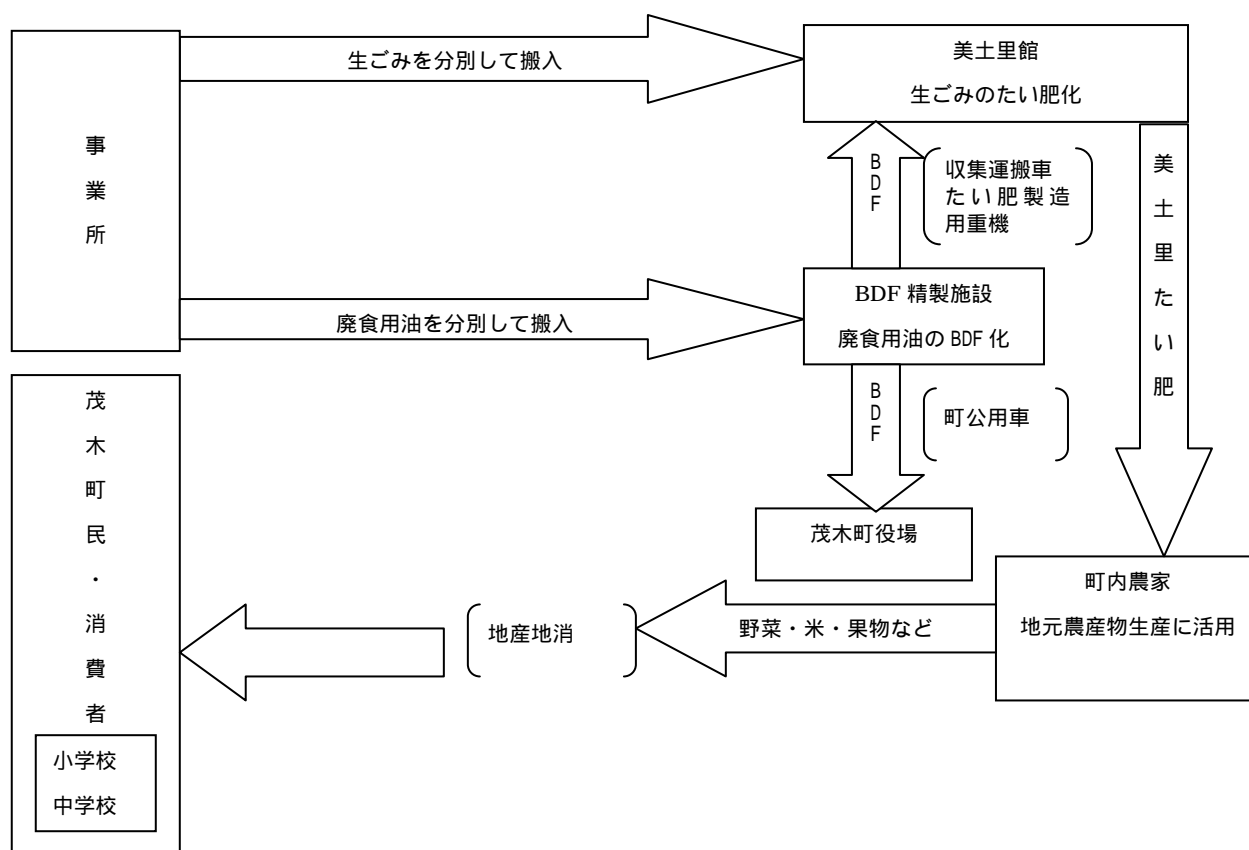 事業所
生ごみを分別して搬入
美土里館
生ごみのたい肥化
BDF
収集運搬車
たい肥製造
用重機
美土里たい肥
廃食用油を分別して搬入
BDF 精製施設
廃食用油の BDF 化
BDF
町公用車
茂木町役場
町内農家
地元農産物生産に活用
野菜・米・果物など
地産地消
茂木町民・消費者
小学校
中学校